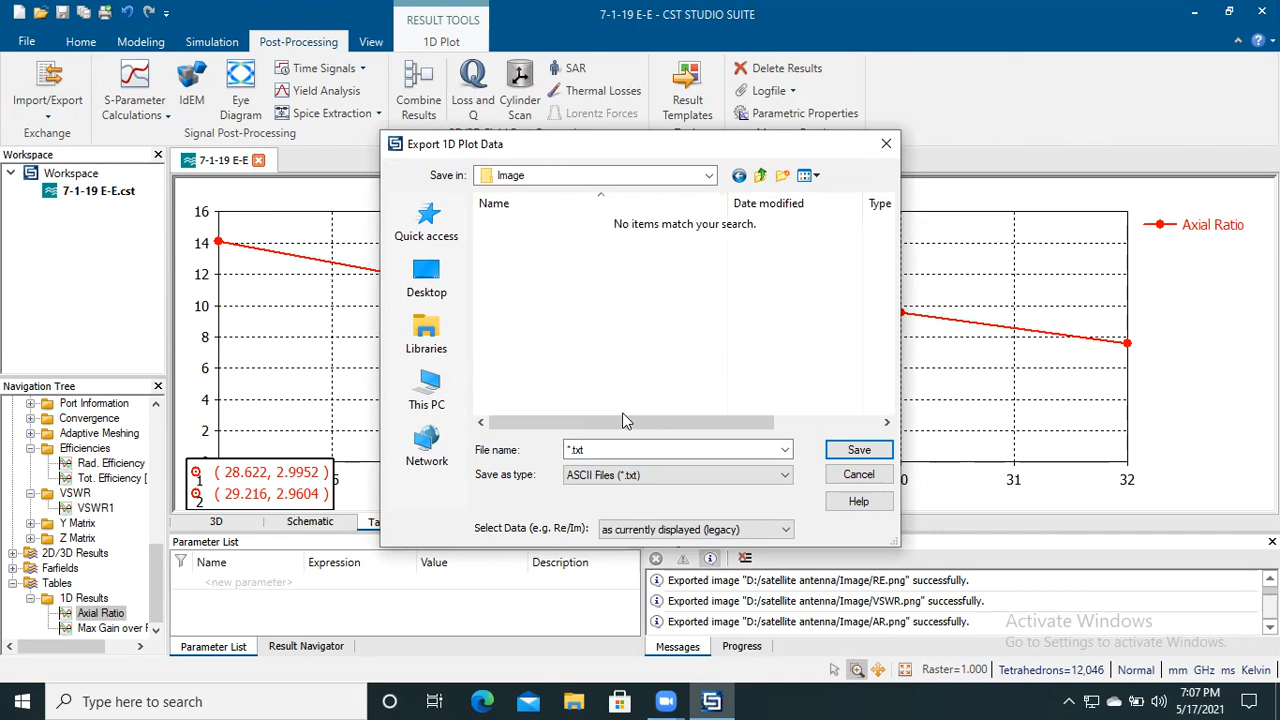 7-1-19 E-E - CST STUDIO SUITE
RESULT TOOLS
File Home Modeling Simulation Post-Processing View 1D Plot
Import/Export
Exchange
S-Parameter Calculations
IdEM
Eye Diagram
Time Signals
Yield Analysis
Spice Extraction
Signal Post-Processing
Combine Results
Loss and Q
Cylinder Scan
SAR
Thermal Losses
Lorentz Forces
Result Templates
Delete Results
Logfile
Parametric Properties
Workspace
Workspace
7-1-19 E-E.cst
7-1-19 E-E
Export 1D Plot Data
Save in: Image
Name Date modified Type
No items match your search.
Quick access
Desktop
Libraries
This PC
Network
File name: *.txt
Save
Save as type: ASCII Files (*.txt)
Cancel
Help
Select Data (e.g. Re/Im): as currently displayed (legacy)
16
14
12
10
8
6
4
2
Axial Ratio
1 ( 28.622, 2.9952 )
2 ( 29.216, 2.9604 )
30 31 32
3D Schematic
Navigation Tree
Port Information
Convergence
Adaptive Meshing
Efficiencies
Rad. Efficiency
Tot. Efficiency [
VSWR
VSWR1
Y Matrix
Z Matrix
2D/3D Results
Farfields
Tables
1D Results
Axial Ratio
Max Gain over F
Parameter List
Name Expression Value Description
<new parameter>
Parameter List Result Navigator
Exported image "D:/satellite antenna/Image/RE.png" successfully.
Exported image "D:/satellite antenna/Image/VSWR.png" successfully.
Exported image "D:/satellite antenna/Image/AR.png" successfully.
Activate Windows
Go to Settings to activate Windows.
Messages Progress
Raster=1.000 Tetrahedrons=12,046 Normal mm GHz ns Kelvin
Type here to search
7:07 PM
5/17/2021